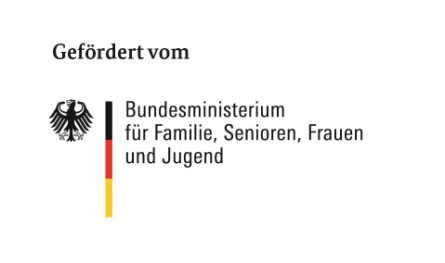 Gefördert vom
Bundesministerium
für Familie, Senioren, Frauen
und Jugend